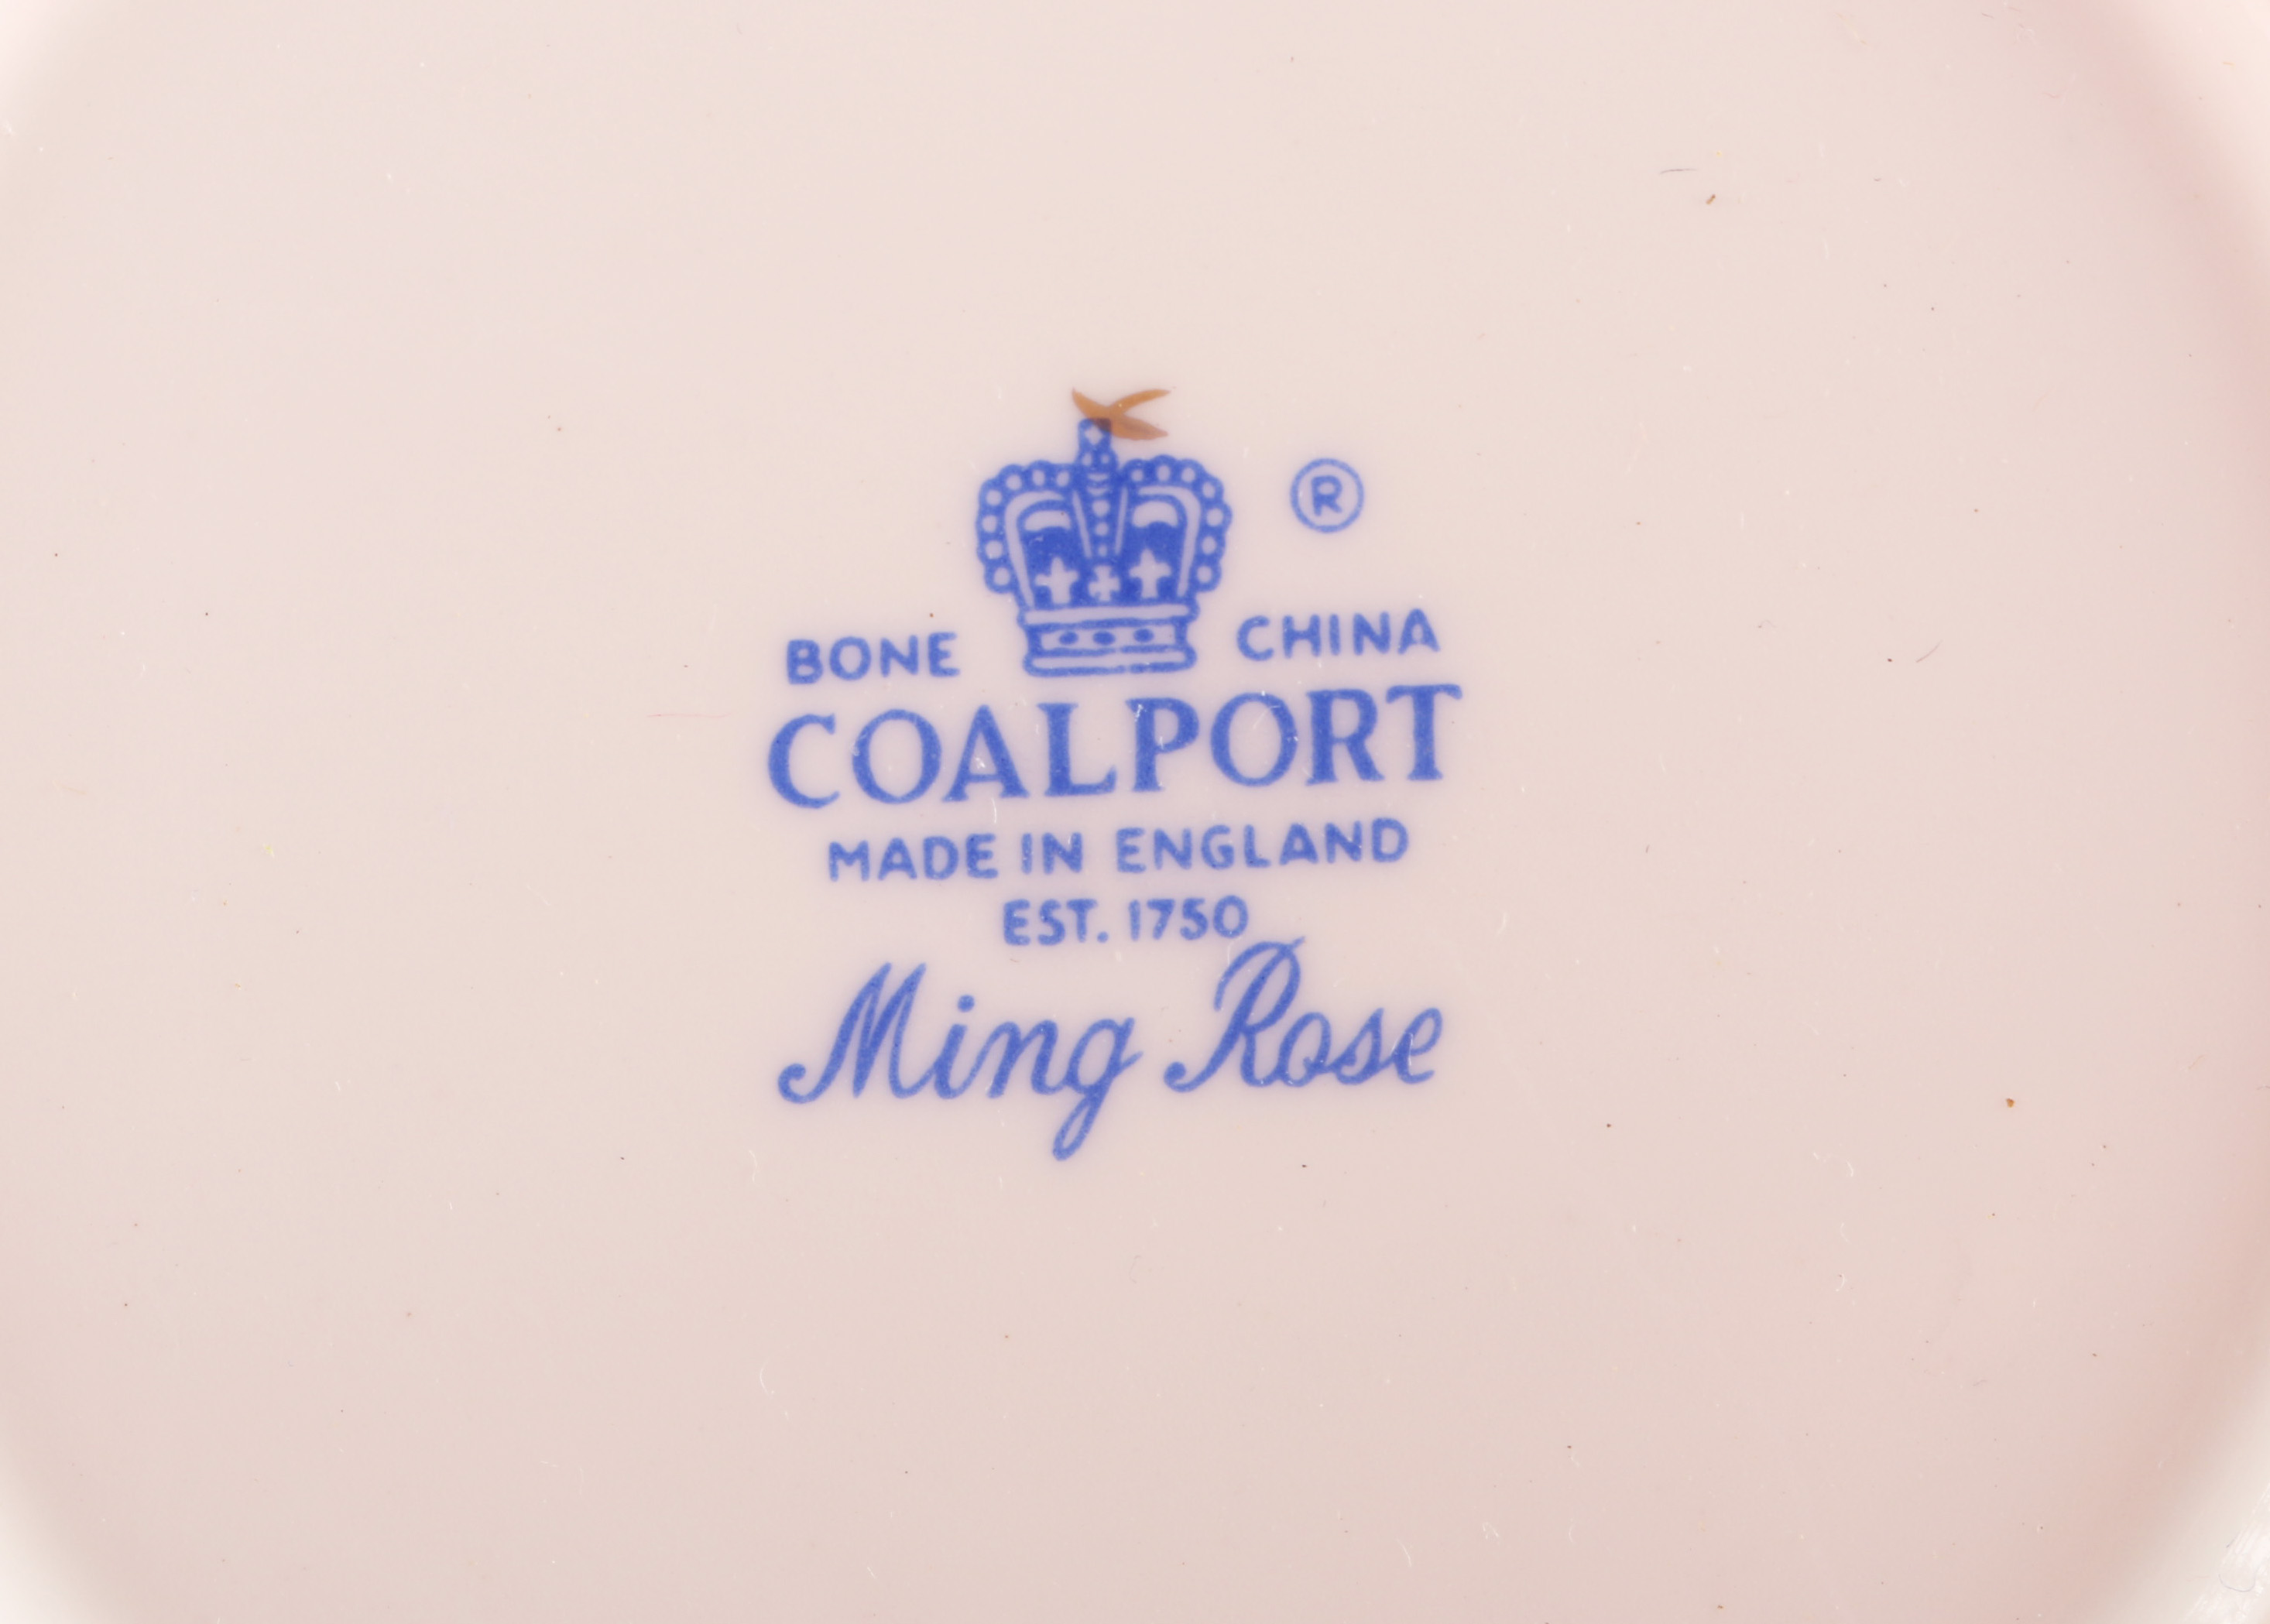 ®
BONE CHINA
COALPORT
MADE IN ENGLAND
EST. 1750
Ming Rose